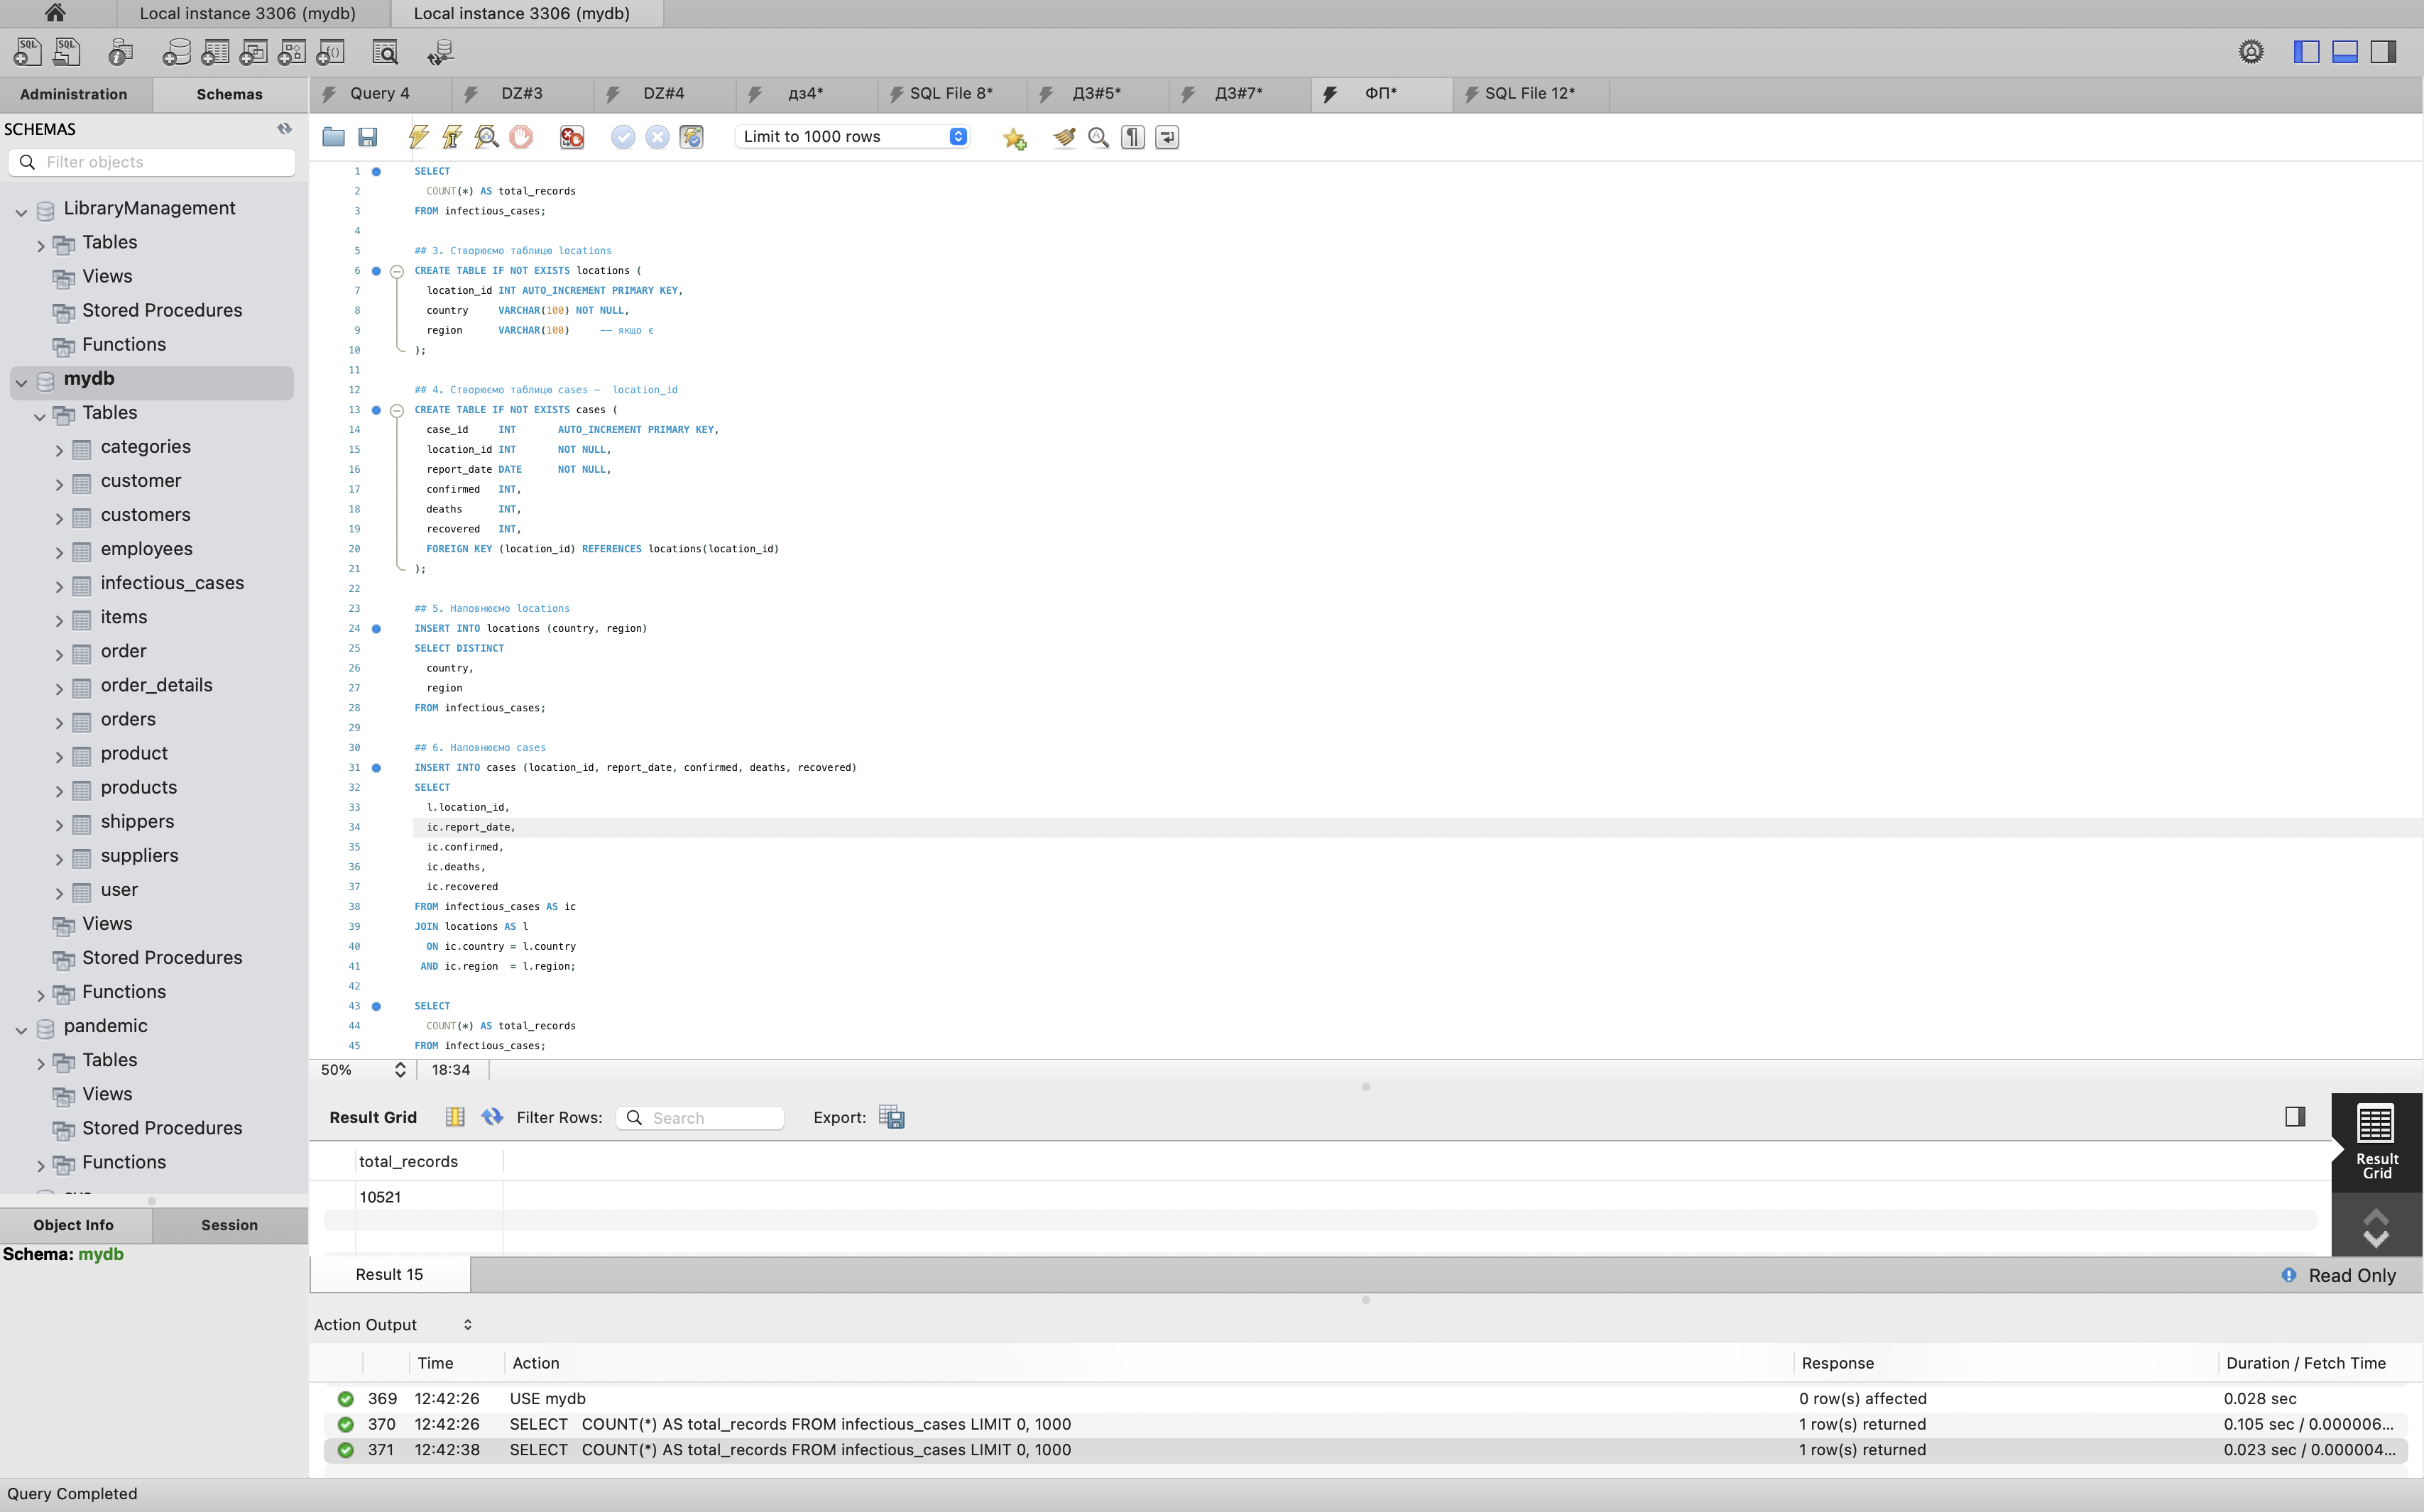 Local instance 3306 (mydb)
Local instance 3306 (mydb)
Administration
Schemas
Query 4
DZ#3
DZ#4
дз4*
SQL File 8*
ДЗ#5*
ДЗ#7*
ФП*
SQL File 12*
SCHEMAS
Filter objects
LibraryManagement
Tables
Views
Stored Procedures
Functions
mydb
Tables
categories
customer
customers
employees
infectious_cases
items
order
order_details
orders
product
products
shippers
suppliers
user
Views
Stored Procedures
Functions
pandemic
Tables
Views
Stored Procedures
Functions
Object Info
Session
Schema: mydb
Limit to 1000 rows
1 SELECT
2 COUNT(*) AS total_records
3 FROM infectious_cases;
4
5 ## 3. Створюємо таблицю locations
6 CREATE TABLE IF NOT EXISTS locations (
7 location_id INT AUTO_INCREMENT PRIMARY KEY,
8 country VARCHAR(100) NOT NULL,
9 region VARCHAR(100) -- якщо є
10 );
11
12 ## 4. Створюємо таблицю cases – location_id
13 CREATE TABLE IF NOT EXISTS cases (
14 case_id INT AUTO_INCREMENT PRIMARY KEY,
15 location_id INT NOT NULL,
16 report_date DATE NOT NULL,
17 confirmed INT,
18 deaths INT,
19 recovered INT,
20 FOREIGN KEY (location_id) REFERENCES locations(location_id)
21 );
22
23 ## 5. Наповнюємо locations
24 INSERT INTO locations (country, region)
25 SELECT DISTINCT
26 country,
27 region
28 FROM infectious_cases;
29
30 ## 6. Наповнюємо cases
31 INSERT INTO cases (location_id, report_date, confirmed, deaths, recovered)
32 SELECT
33 l.location_id,
34 ic.report_date,
35 ic.confirmed,
36 ic.deaths,
37 ic.recovered
38 FROM infectious_cases AS ic
39 JOIN locations AS l
40 ON ic.country = l.country
41 AND ic.region = l.region;
42
43 SELECT
44 COUNT(*) AS total_records
45 FROM infectious_cases;
50%
18:34
Result Grid
Filter Rows:
Search
Export:
total_records
10521
Result Grid
Result 15
Read Only
Action Output
Time Action Response Duration / Fetch Time
369 12:42:26 USE mydb 0 row(s) affected 0.028 sec
370 12:42:26 SELECT COUNT(*) AS total_records FROM infectious_cases LIMIT 0, 1000 1 row(s) returned 0.105 sec / 0.000006...
371 12:42:38 SELECT COUNT(*) AS total_records FROM infectious_cases LIMIT 0, 1000 1 row(s) returned 0.023 sec / 0.000004...
Query Completed